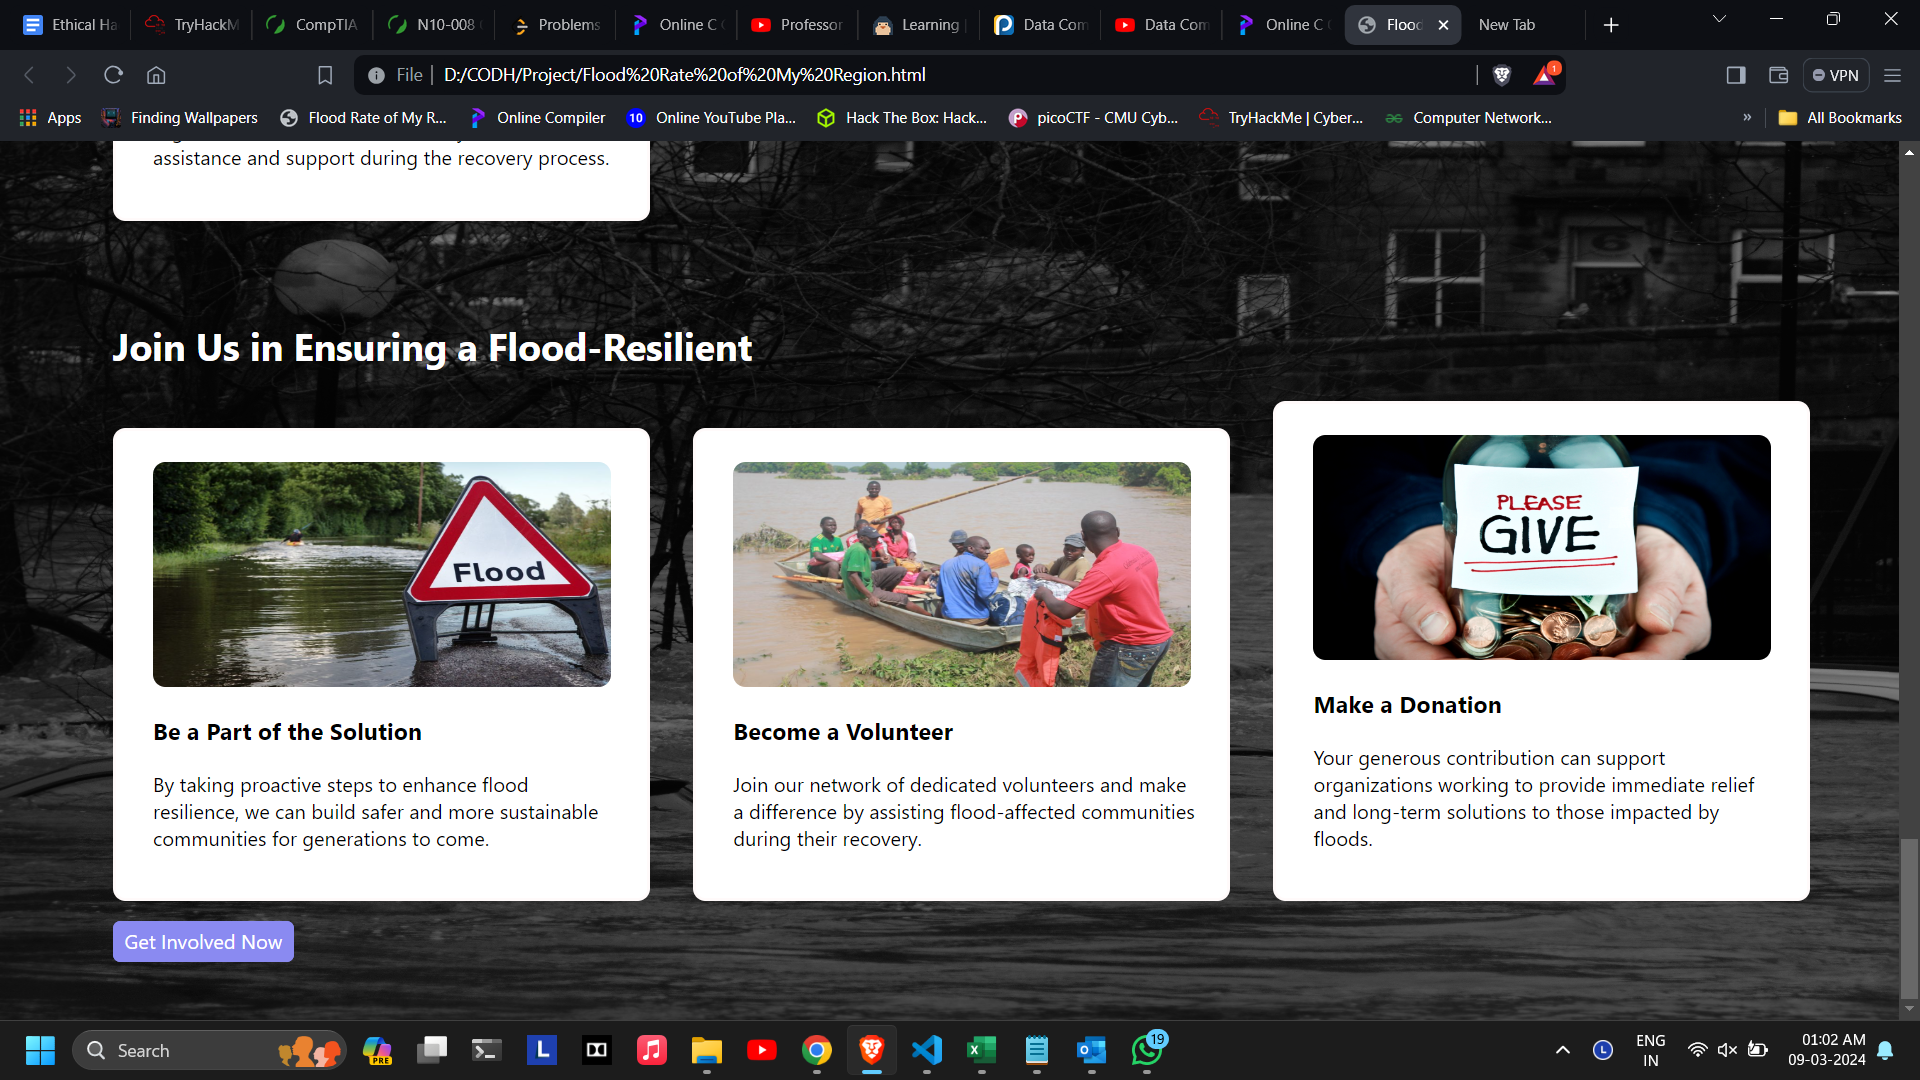 Ethical Ha
TryHackM
CompTIA
N10-008
Problems
Online C
Professor
Learning
Data Com
Data Com
Online C
Flood
New Tab
File
D:/CODH/Project/Flood%20Rate%20of%20My%20Region.html
1
VPN
Apps
Finding Wallpapers
Flood Rate of My R...
Online Compiler
10
Online YouTube Pla...
Hack The Box: Hack...
picoCTF - CMU Cyb...
TryHackMe | Cyber...
Computer Network...
»
All Bookmarks
assistance and support during the recovery process.
Join Us in Ensuring a Flood-Resilient
Flood
Be a Part of the Solution
By taking proactive steps to enhance flood
resilience, we can build safer and more sustainable
communities for generations to come.
Become a Volunteer
Join our network of dedicated volunteers and make
a difference by assisting flood-affected communities
during their recovery.
PLEASE
GIVE
Make a Donation
Your generous contribution can support
organizations working to provide immediate relief
and long-term solutions to those impacted by
floods.
Get Involved Now
Search
PRE
L
19
L
ENG
IN
01:02 AM
09-03-2024